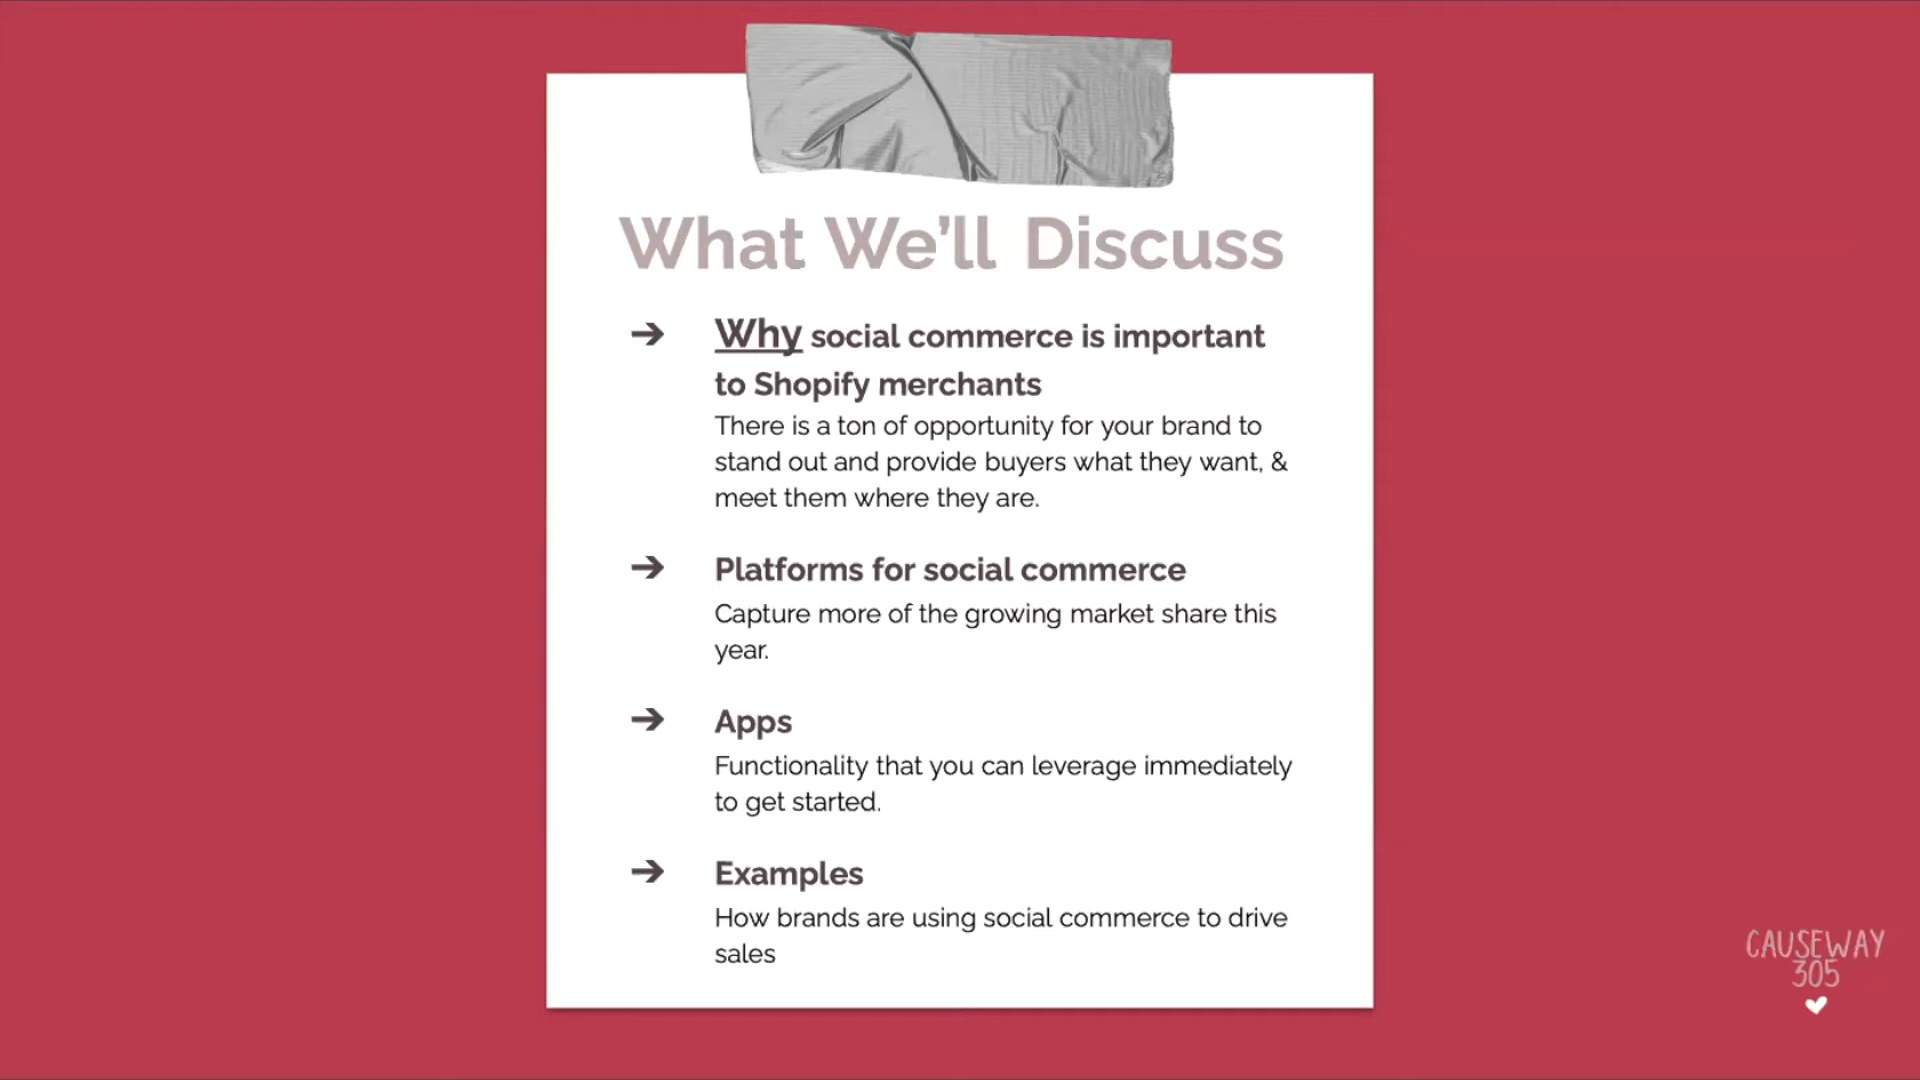 What We'll Discuss
➔ Why social commerce is important
to Shopify merchants
There is a ton of opportunity for your brand to
stand out and provide buyers what they want, &
meet them where they are.
➔ Platforms for social commerce
Capture more of the growing market share this
year.
➔ Apps
Functionality that you can leverage immediately
to get started.
➔ Examples
How brands are using social commerce to drive
sales
CAUSEWAY
305